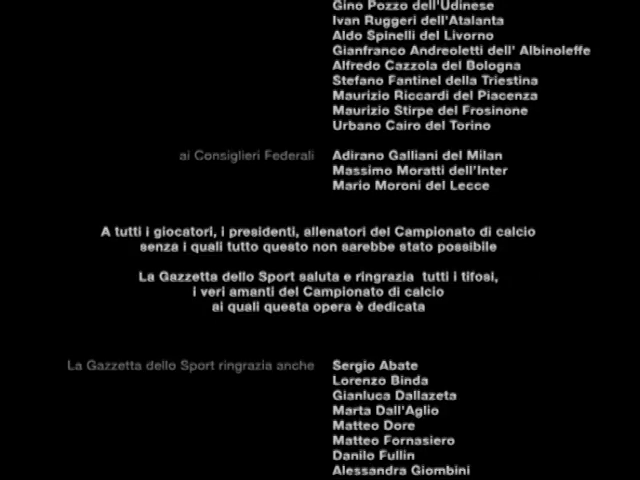 Gino Pozzo dell'Udinese
Ivan Ruggeri dell'Atalanta
Aldo Spinelli del Livorno
Gianfranco Andreoletti dell' Albinoleffe
Alfredo Cazzola del Bologna
Stefano Fantinel della Triestina
Maurizio Riccardi del Piacenza
Maurizio Stirpe del Frosinone
Urbano Cairo del Torino
ai Consiglieri Federali Adirano Galliani del Milan
Massimo Moratti dell'Inter
Mario Moroni del Lecce
A tutti i giocatori, i presidenti, allenatori del Campionato di calcio
senza i quali tutto questo non sarebbe stato possibile
La Gazzetta dello Sport saluta e ringrazia tutti i tifosi,
i veri amanti del Campionato di calcio
ai quali questa opera è dedicata
La Gazzetta dello Sport ringrazia anche Sergio Abate
Lorenzo Binda
Gianluca Dallazeta
Marta Dall'Aglio
Matteo Dore
Matteo Fornasiero
Danilo Fullin
Alessandra Giombini